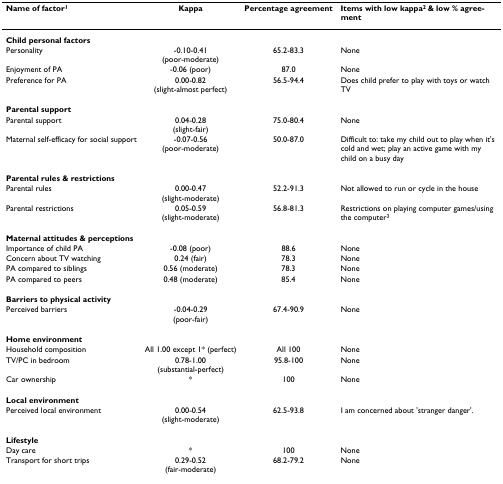 Name of factor¹ Kappa Percentage agreement Items with low kappa² & low % agree-
ment
Child personal factors
Personality -0.10-0.41 65.2-83.3 None
(poor-moderate)
Enjoyment of PA -0.06 (poor) 87.0 None
Preference for PA 0.00-0.82 56.5-94.4 Does child prefer to play with toys or watch
(slight-almost perfect) TV
Parental support
Parental support 0.04-0.28 75.0-80.4 None
(slight-fair)
Maternal self-efficacy for social support -0.07-0.56 50.0-87.0 Difficult to: take my child out to play when it's
(poor-moderate) cold and wet; play an active game with my
child on a busy day
Parental rules & restrictions
Parental rules 0.00-0.47 52.2-91.3 Not allowed to run or cycle in the house
(slight-moderate)
Parental restrictions 0.05-0.59 56.8-81.3 Restrictions on playing computer games/using
(slight-moderate) the computer³
Maternal attitudes & perceptions
Importance of child PA -0.08 (poor) 88.6 None
Concern about TV watching 0.24 (fair) 78.3 None
PA compared to siblings 0.56 (moderate) 78.3 None
PA compared to peers 0.48 (moderate) 85.4 None
Barriers to physical activity
Perceived barriers -0.04-0.29 67.4-90.9 None
(poor-fair)
Home environment
Household composition All 1.00 except 1* (perfect) All 100 None
TV/PC in bedroom 0.78-1.00 95.8-100 None
(substantial-perfect)
Car ownership * 100 None
Local environment
Perceived local environment 0.00-0.54 62.5-93.8 I am concerned about 'stranger danger'.
(slight-moderate)
Lifestyle
Day care * 100 None
Transport for short trips 0.29-0.52 68.2-79.2 None
(fair-moderate)